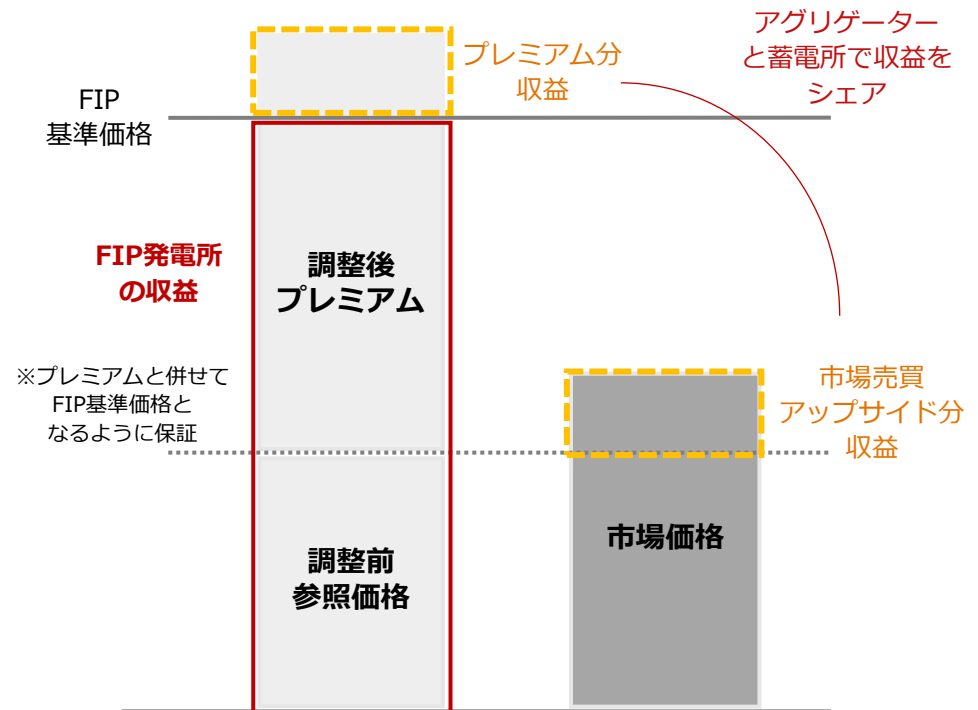 アグリゲーター
と蓄電所で収益を
シェア
プレミアム分
収益
FIP
基準価格
FIP発電所
の収益
調整後
プレミアム
※プレミアムと併せて
FIP基準価格と
なるように保証
市場売買
アップサイド分
収益
市場価格
調整前
参照価格